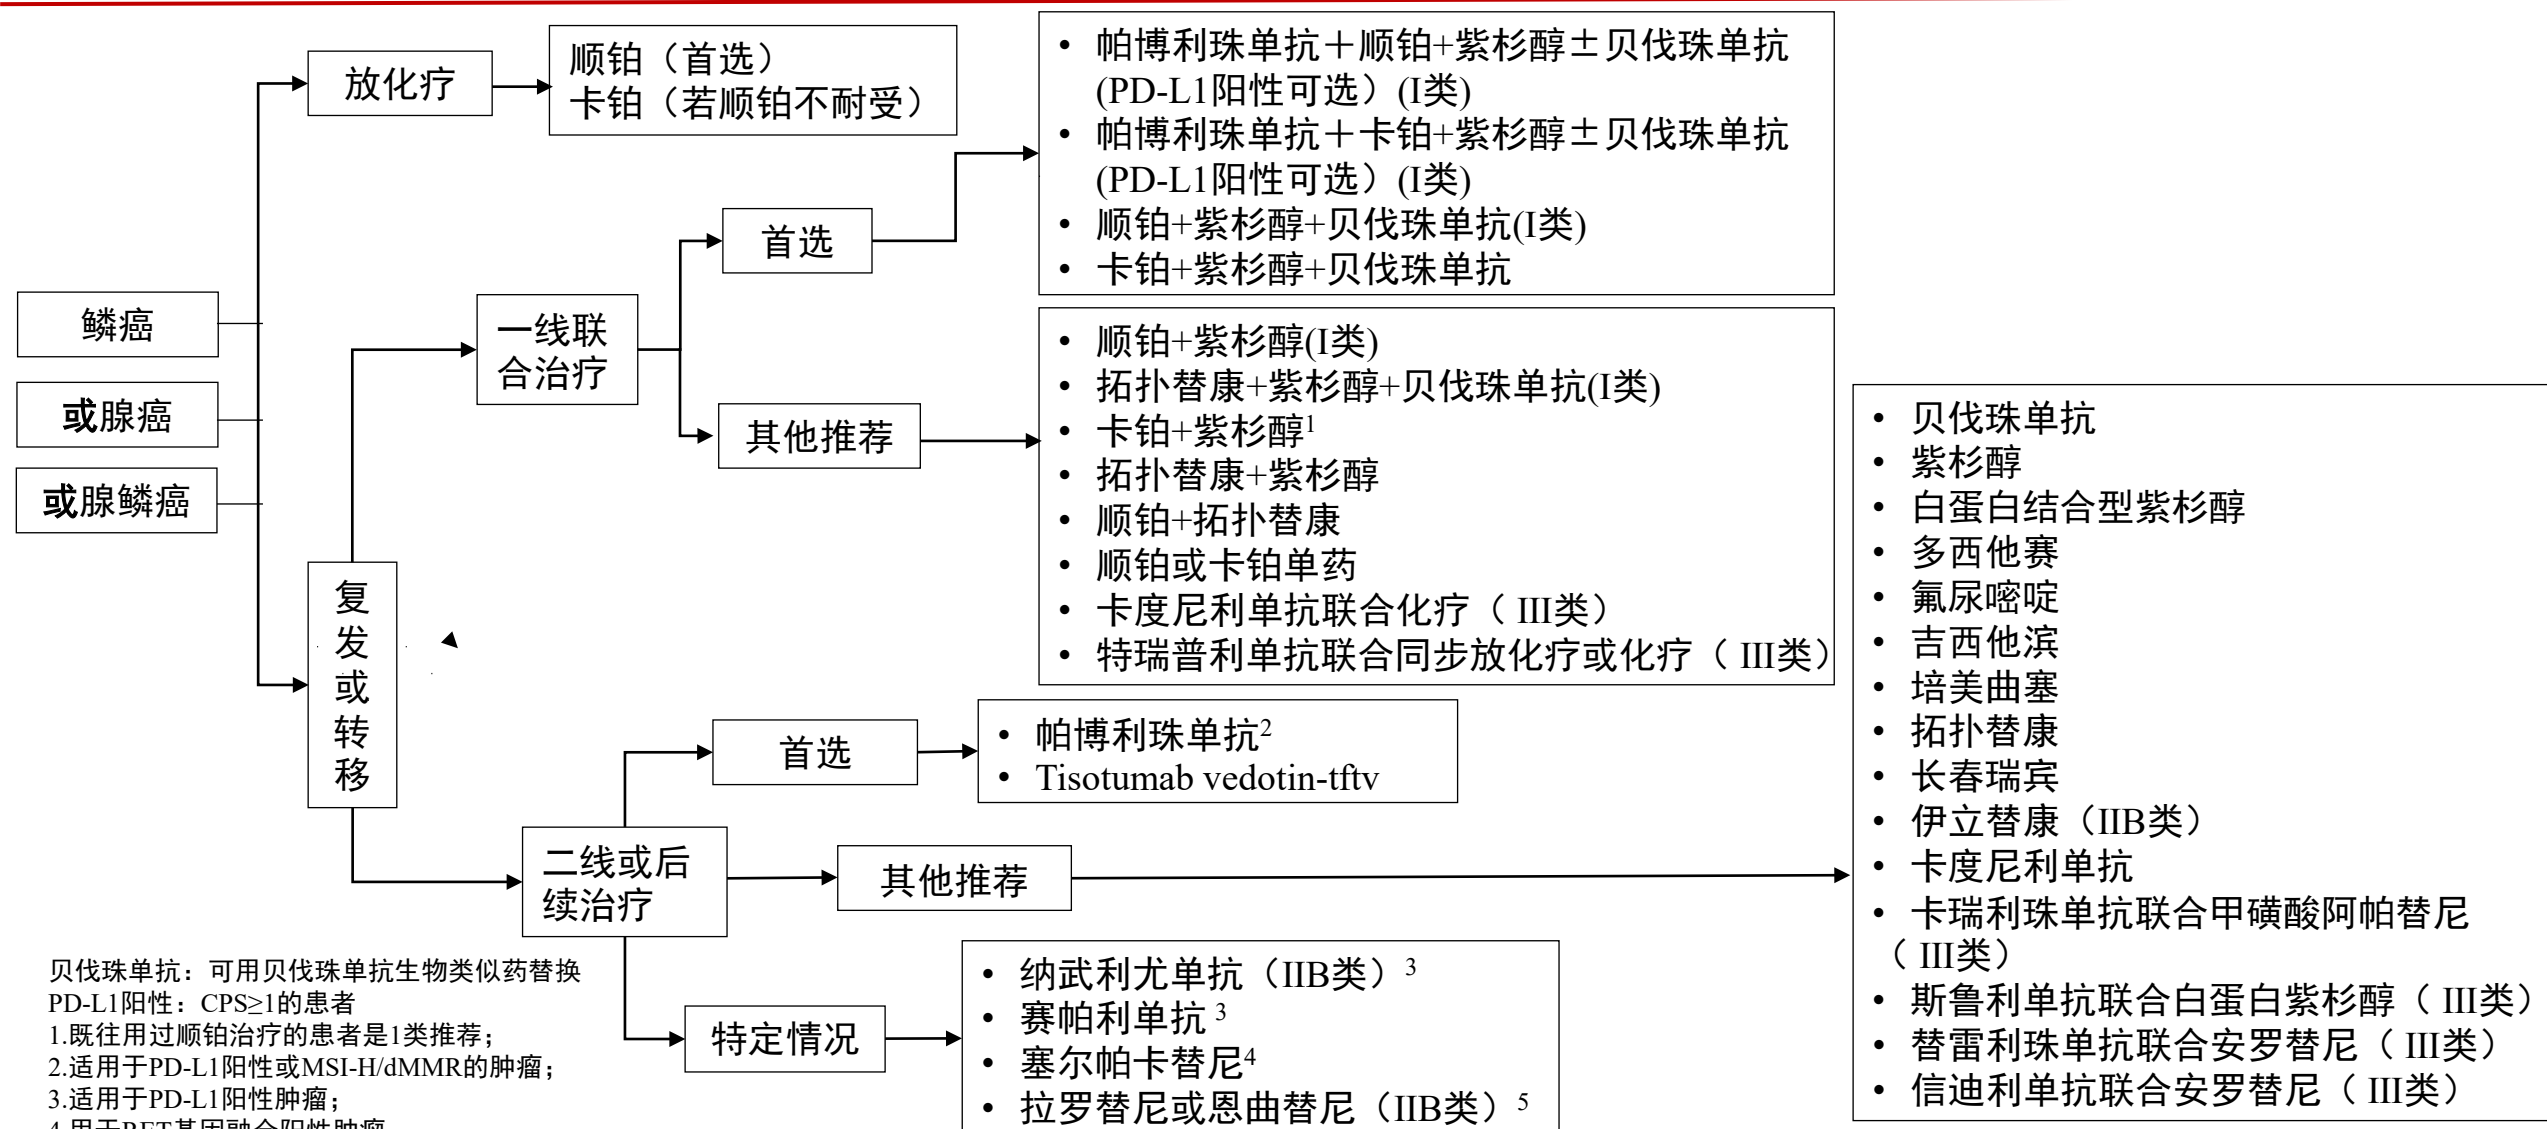 放化疗
顺铂（首选）
卡铂（若顺铂不耐受）
• 帕博利珠单抗＋顺铂+紫杉醇±贝伐珠单抗
(PD-L1阳性可选）(I类)
• 帕博利珠单抗＋卡铂+紫杉醇±贝伐珠单抗
(PD-L1阳性可选）(I类)
• 顺铂+紫杉醇+贝伐珠单抗(I类)
• 卡铂+紫杉醇+贝伐珠单抗
首选
鳞癌
或腺癌
或腺鳞癌
一线联
合治疗
其他推荐
• 顺铂+紫杉醇(I类)
• 拓扑替康+紫杉醇+贝伐珠单抗(I类)
• 卡铂+紫杉醇1
• 拓扑替康+紫杉醇
• 顺铂+拓扑替康
• 顺铂或卡铂单药
• 卡度尼利单抗联合化疗（ III类）
• 特瑞普利单抗联合同步放化疗或化疗（ III类）
复
发
或
转
移
首选
• 帕博利珠单抗2
• Tisotumab vedotin-tftv
二线或后
续治疗
其他推荐
• 贝伐珠单抗
• 紫杉醇
• 白蛋白结合型紫杉醇
• 多西他赛
• 氟尿嘧啶
• 吉西他滨
• 培美曲塞
• 拓扑替康
• 长春瑞宾
• 伊立替康（IIB类）
• 卡度尼利单抗
• 卡瑞利珠单抗联合甲磺酸阿帕替尼
（ III类）
• 斯鲁利单抗联合白蛋白紫杉醇（ III类）
• 替雷利珠单抗联合安罗替尼（ III类）
• 信迪利单抗联合安罗替尼（ III类）
特定情况
• 纳武利尤单抗（IIB类）3
• 赛帕利单抗 3
• 塞尔帕卡替尼4
• 拉罗替尼或恩曲替尼（IIB类）5
贝伐珠单抗：可用贝伐珠单抗生物类似药替换
PD-L1阳性：CPS≥1的患者
1.既往用过顺铂治疗的患者是1类推荐；
2.适用于PD-L1阳性或MSI-H/dMMR的肿瘤；
3.适用于PD-L1阳性肿瘤；
4.用于RET基因融合阳性肿瘤